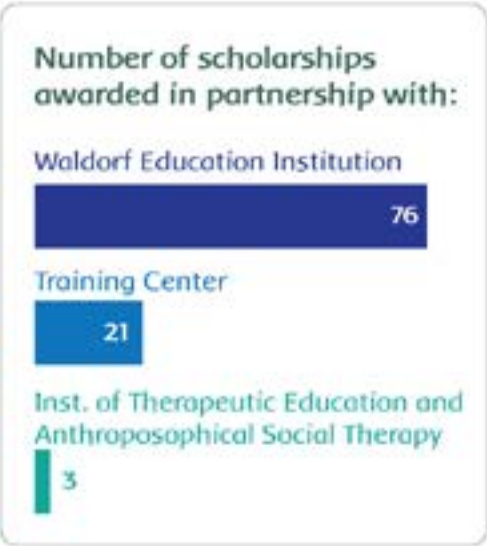 Number of scholarships
awarded in partnership with:
Waldorf Education Institution
76
Training Center
21
Inst. of Therapeutic Education and
Anthroposophical Social Therapy
3